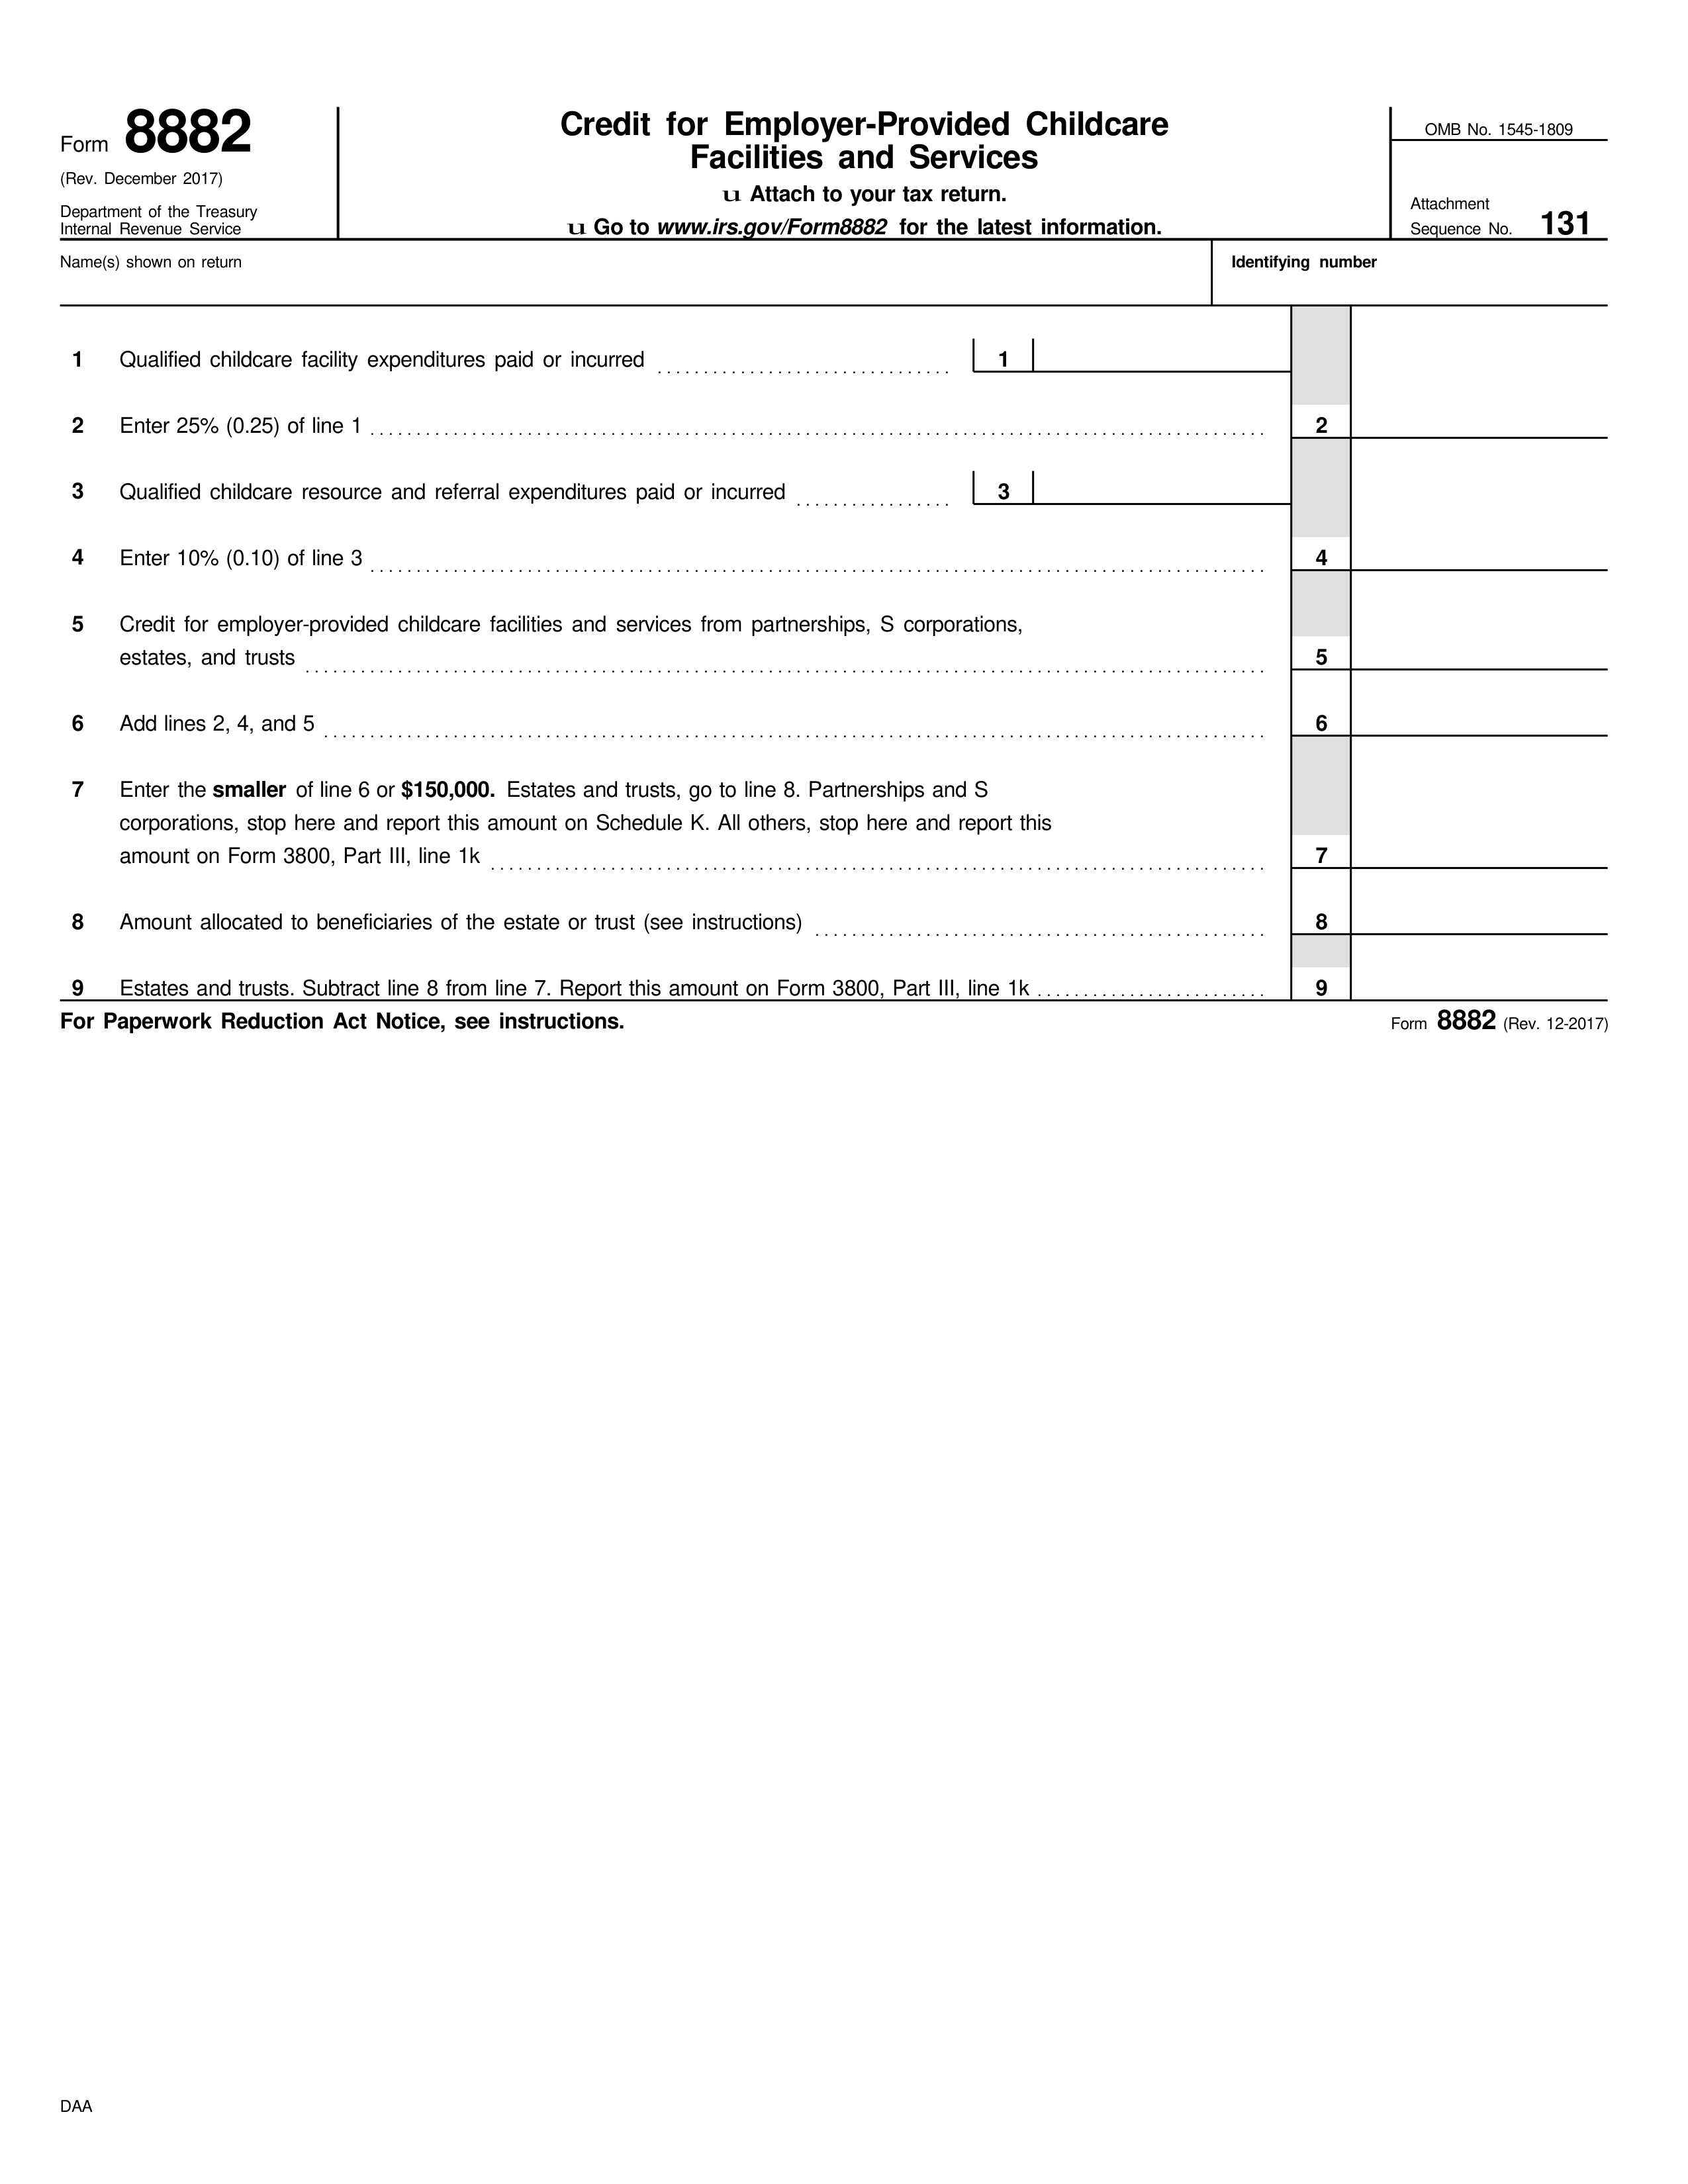 Form 8882
(Rev. December 2017)
Department of the Treasury
Internal Revenue Service
Credit for Employer-Provided Childcare
Facilities and Services
u Attach to your tax return.
u Go to www.irs.gov/Form8882 for the latest information.
OMB No. 1545-1809
Attachment
Sequence No. 131
Name(s) shown on return
Identifying number
1 Qualified childcare facility expenditures paid or incurred 1
2 Enter 25% (0.25) of line 1 2
3 Qualified childcare resource and referral expenditures paid or incurred 3
4 Enter 10% (0.10) of line 3 4
5 Credit for employer-provided childcare facilities and services from partnerships, S corporations,
estates, and trusts 5
6 Add lines 2, 4, and 5 6
7 Enter the smaller of line 6 or $150,000. Estates and trusts, go to line 8. Partnerships and S
corporations, stop here and report this amount on Schedule K. All others, stop here and report this
amount on Form 3800, Part III, line 1k 7
8 Amount allocated to beneficiaries of the estate or trust (see instructions) 8
9 Estates and trusts. Subtract line 8 from line 7. Report this amount on Form 3800, Part III, line 1k 9
For Paperwork Reduction Act Notice, see instructions.
Form 8882 (Rev. 12-2017)
DAA